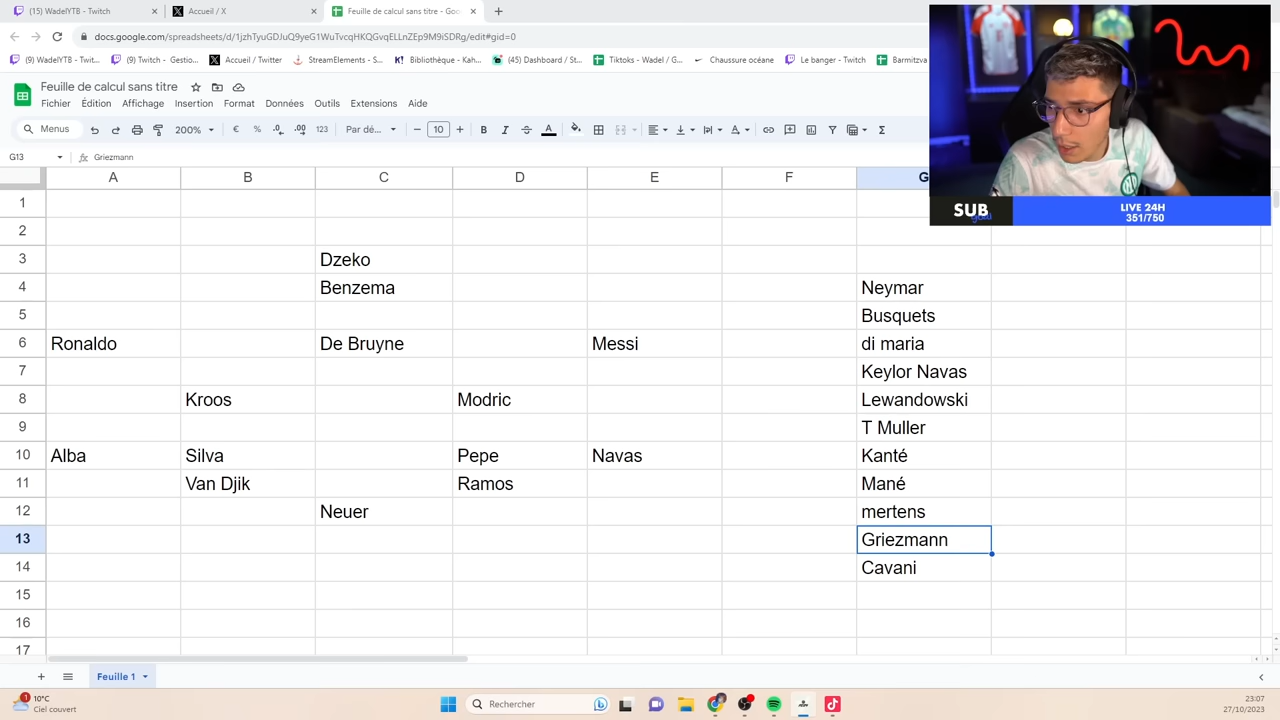 (15) WadelYTB - Twitch
Accueil / X
Feuille de calcul sans titre - Goo
docs.google.com/spreadsheets/d/
(9) WadelYTB - Twit...
(9) Twitch - Gestio...
Accueil / Twitter
StreamElements - S...
Bibliothèque - Kah...
(45) Dashboard / St...
Tiktoks - Wadel / G...
Chaussure océane
Le banger - Twitch
Barmitzva
Feuille de calcul sans titre
Fichier Édition Affichage Insertion Format Données Outils Extensions Aide
Menus 200% € % .0 .00 123 Par dé... 10 B I A
G13 fx Griezmann
A B C D E F G
1
2
3 Dzeko
4 Benzema Neymar
5 Busquets
6 Ronaldo De Bruyne Messi di maria
7 Keylor Navas
8 Kroos Modric Lewandowski
9 T Muller
10 Alba Silva Pepe Navas Kanté
11 Van Djik Ramos Mané
12 Neuer mertens
13 Griezmann
14 Cavani
15
16
17
SUB
goal
LIVE 24H
351/750
Feuille 1
1
10°C
Ciel couvert
Rechercher
23:07
27/10/2023